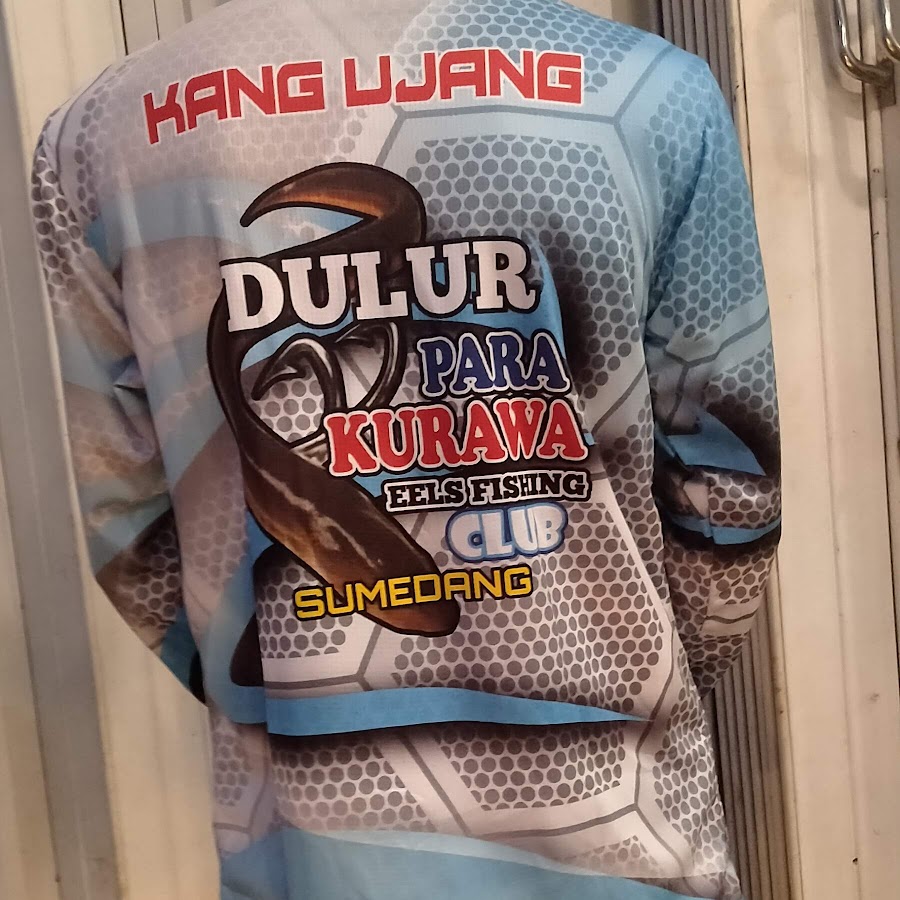 KANG UJANG
DULUR
PARA
KURAWA
EELS FISHING
CLUB
SUMEDANG